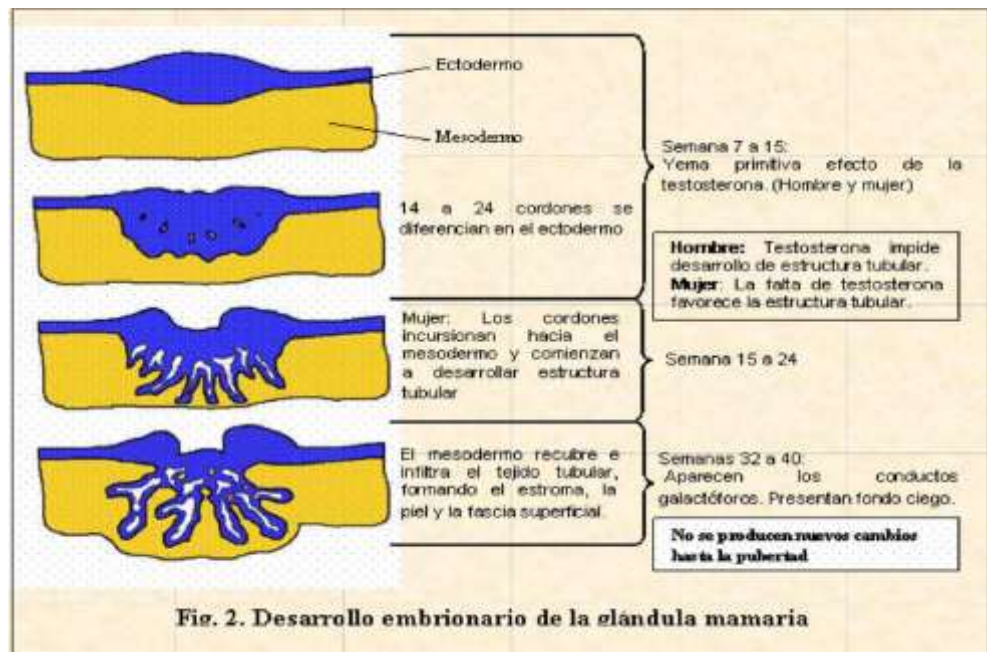 Ectodermo
Mesodermo
14 a 24 cordones se
diferencian en el ectodermo
Mujer: Los cordones
incursionan hacia el
mesodermo y comienzan
a desarrollar estructura
tubular
El mesodermo recubre e
infiltra el tejido tubular,
formando el estroma, la
piel y la fascia superficial.
Semana 7 a 15:
Yema primitiva efecto de la
testosterona. (Hombre y mujer)
Hombre: Testosterona impide
desarrollo de estructura tubular.
Mujer: La falta de testosterona
favorece la estructura tubular.
Semana 15 a 24
Semanas 32 a 40:
Aparecen los conductos
galactóforos. Presentan fondo ciego.
No se producen nuevos cambios
hasta la pubertad
Fig. 2. Desarrollo embrionario de la glándula mamaria